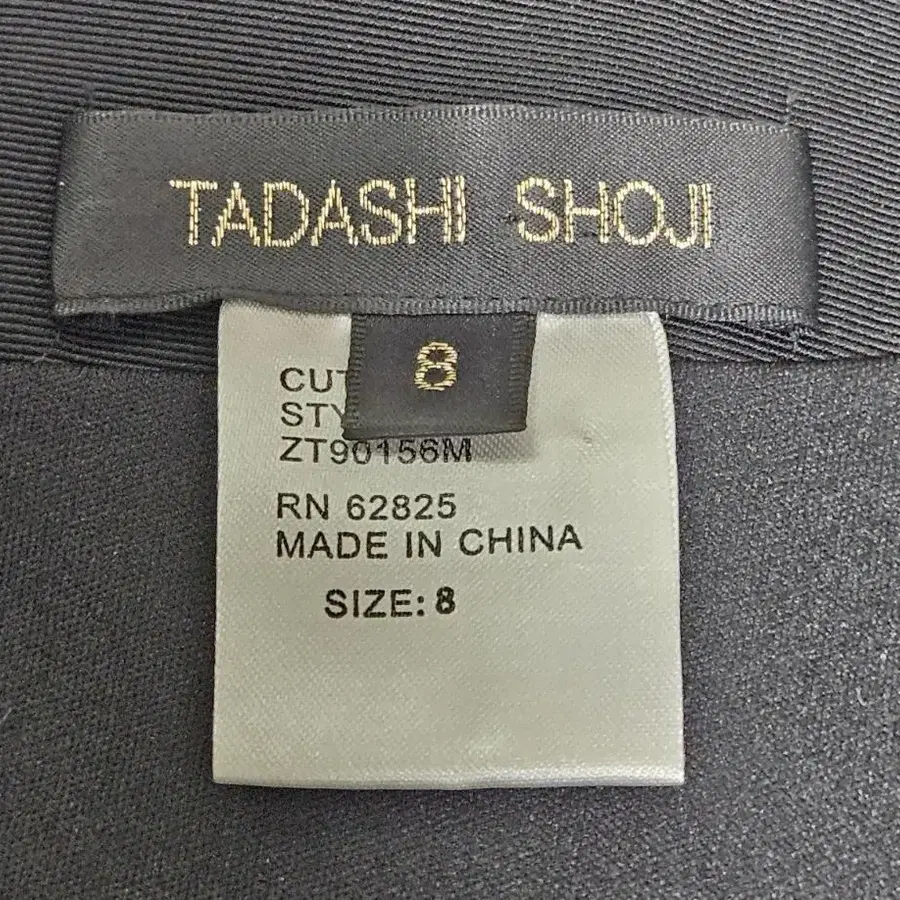 TADASHI SHOJI
8
CUT
STY
ZT90156M
RN 62825
MADE IN CHINA
SIZE: 8